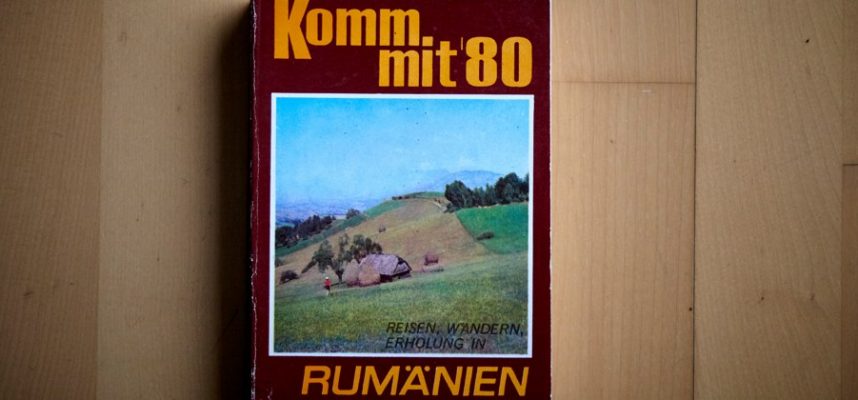 Komm
mit '80
REISEN, WANDERN,
ERHOLUNG IN
RUMÄNIEN